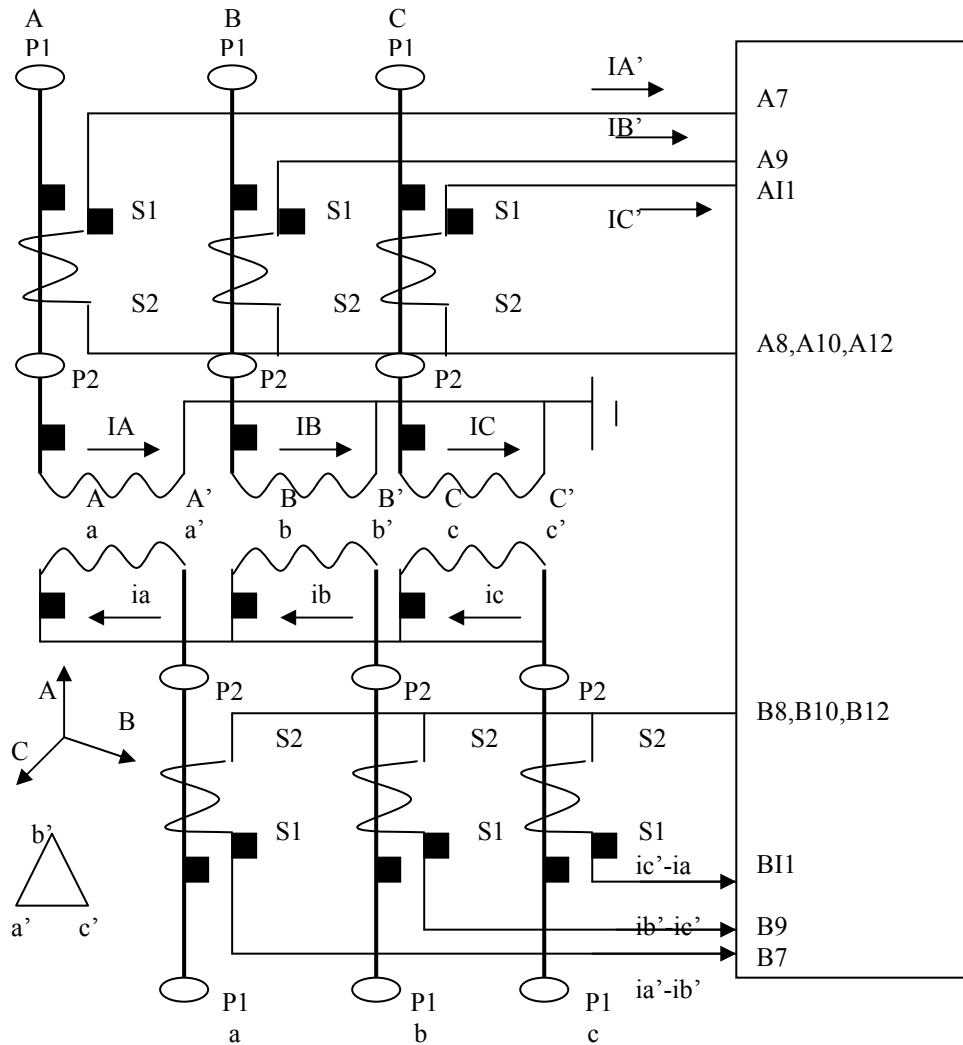 A B C
P1 P1 P1
IA’
A7
IB’
A9
AI1
S1 S1 S1 IC’
S2 S2 S2
A8,A10,A12
P2 P2 P2
IA IB IC
A A’ B B’ C C’
a a’ b b’ c c’
ia ib ic
A P2 P2 P2
B B8,B10,B12
C S2 S2 S2
b’ S1 S1 S1
ic’-ia BI1
a’ c’ ib’-ic’ B9
B7
ia’-ib’
P1 P1 P1
a b c